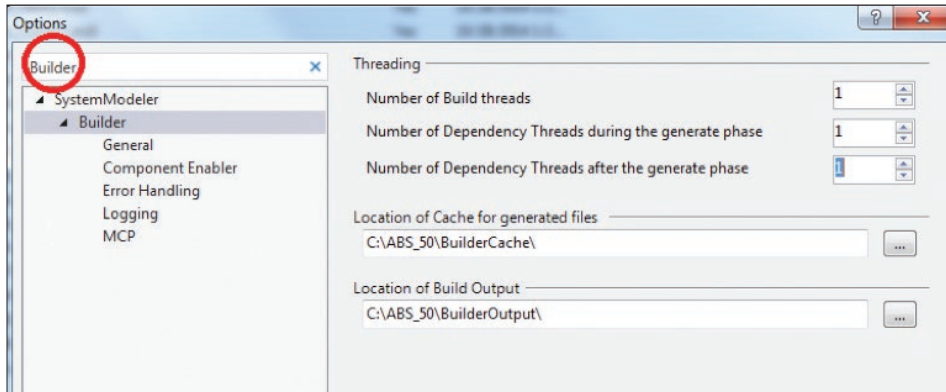 Options
Builder
SystemModeler
Builder
General
Component Enabler
Error Handling
Logging
MCP
Threading
Number of Build threads 1
Number of Dependency Threads during the generate phase 1
Number of Dependency Threads after the generate phase 1
Location of Cache for generated files
C:\ABS_50\BuilderCache\ ...
Location of Build Output
C:\ABS_50\BuilderOutput\ ...